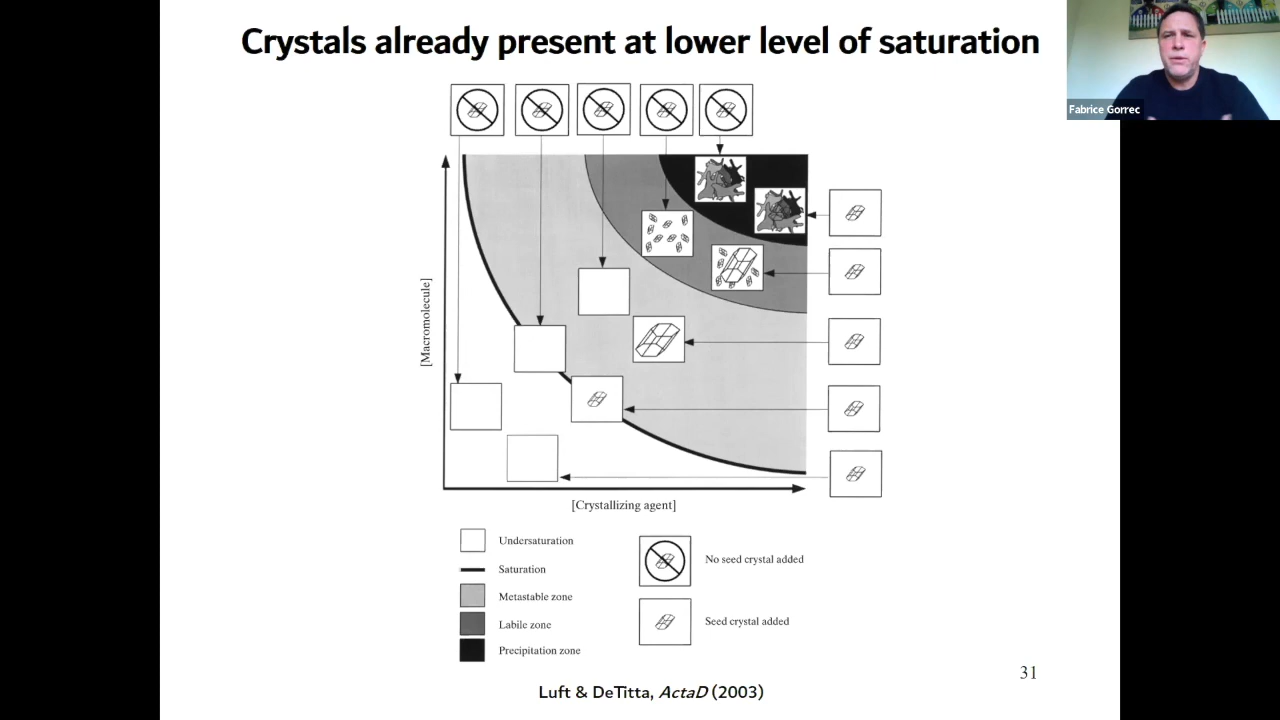 Crystals already present at lower level of saturation
Fabrice Gorrec
[Macromolecule]
[Crystallizing agent]
Undersaturation
Saturation
Metastable zone
Labile zone
Precipitation zone
No seed crystal added
Seed crystal added
31
Luft & DeTitta, ActaD (2003)